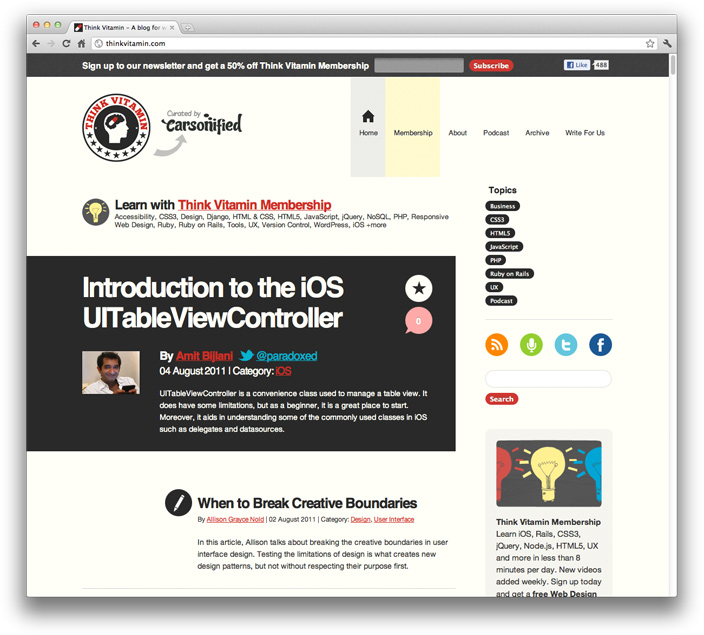 Think Vitamin – A blog for w
thinkvitamin.com
Sign up to our newsletter and get a 50% off Think Vitamin Membership
Subscribe
Like
488
THINK VITAMIN
Curated by
Carsonified
Home
Membership
About
Podcast
Archive
Write For Us
Learn with Think Vitamin Membership
Accessibility, CSS3, Design, Django, HTML & CSS, HTML5, JavaScript, jQuery, NoSQL, PHP, Responsive
Web Design, Ruby, Ruby on Rails, Tools, UX, Version Control, WordPress, iOS +more
Topics
Business
CSS3
HTML5
JavaScript
PHP
Ruby on Rails
UX
Podcast
Introduction to the iOS
UITableViewController
0
By Amit Bijlani @paradoxed
04 August 2011 | Category: iOS
UITableViewController is a convenience class used to manage a table view. It
does have some limitations, but as a beginner, it is a great place to start.
Moreover, it aids in understanding some of the commonly used classes in iOS
such as delegates and datasources.
Search
When to Break Creative Boundaries
By Allison Grayce Nold | 02 August 2011 | Category: Design, User Interface
In this article, Allison talks about breaking the creative boundaries in user
interface design. Testing the limitations of design is what creates new
design patterns, but not without respecting their purpose first.
Think Vitamin Membership
Learn iOS, Rails, CSS3,
jQuery, Node.js, HTML5, UX
and more in less than 8
minutes per day. New videos
added weekly. Sign up today
and get a free Web Design